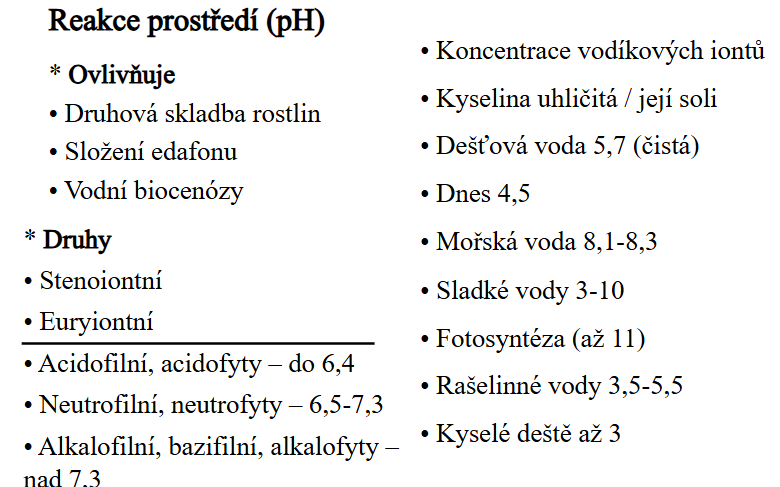 Reakce prostředí (pH)
* Ovlivňuje
• Druhová skladba rostlin
• Složení edafonu
• Vodní biocenózy
* Druhy
• Stenoiontní
• Euryiontní
• Acidofilní, acidofyty – do 6,4
• Neutrofilní, neutrofyty – 6,5-7,3
• Alkalofilní, bazifilní, alkalofyty –
nad 7,3
• Koncentrace vodíkových iontů
• Kyselina uhličitá / její soli
• Dešťová voda 5,7 (čistá)
• Dnes 4,5
• Mořská voda 8,1-8,3
• Sladké vody 3-10
• Fotosyntéza (až 11)
• Rašelinné vody 3,5-5,5
• Kyselé deště až 3